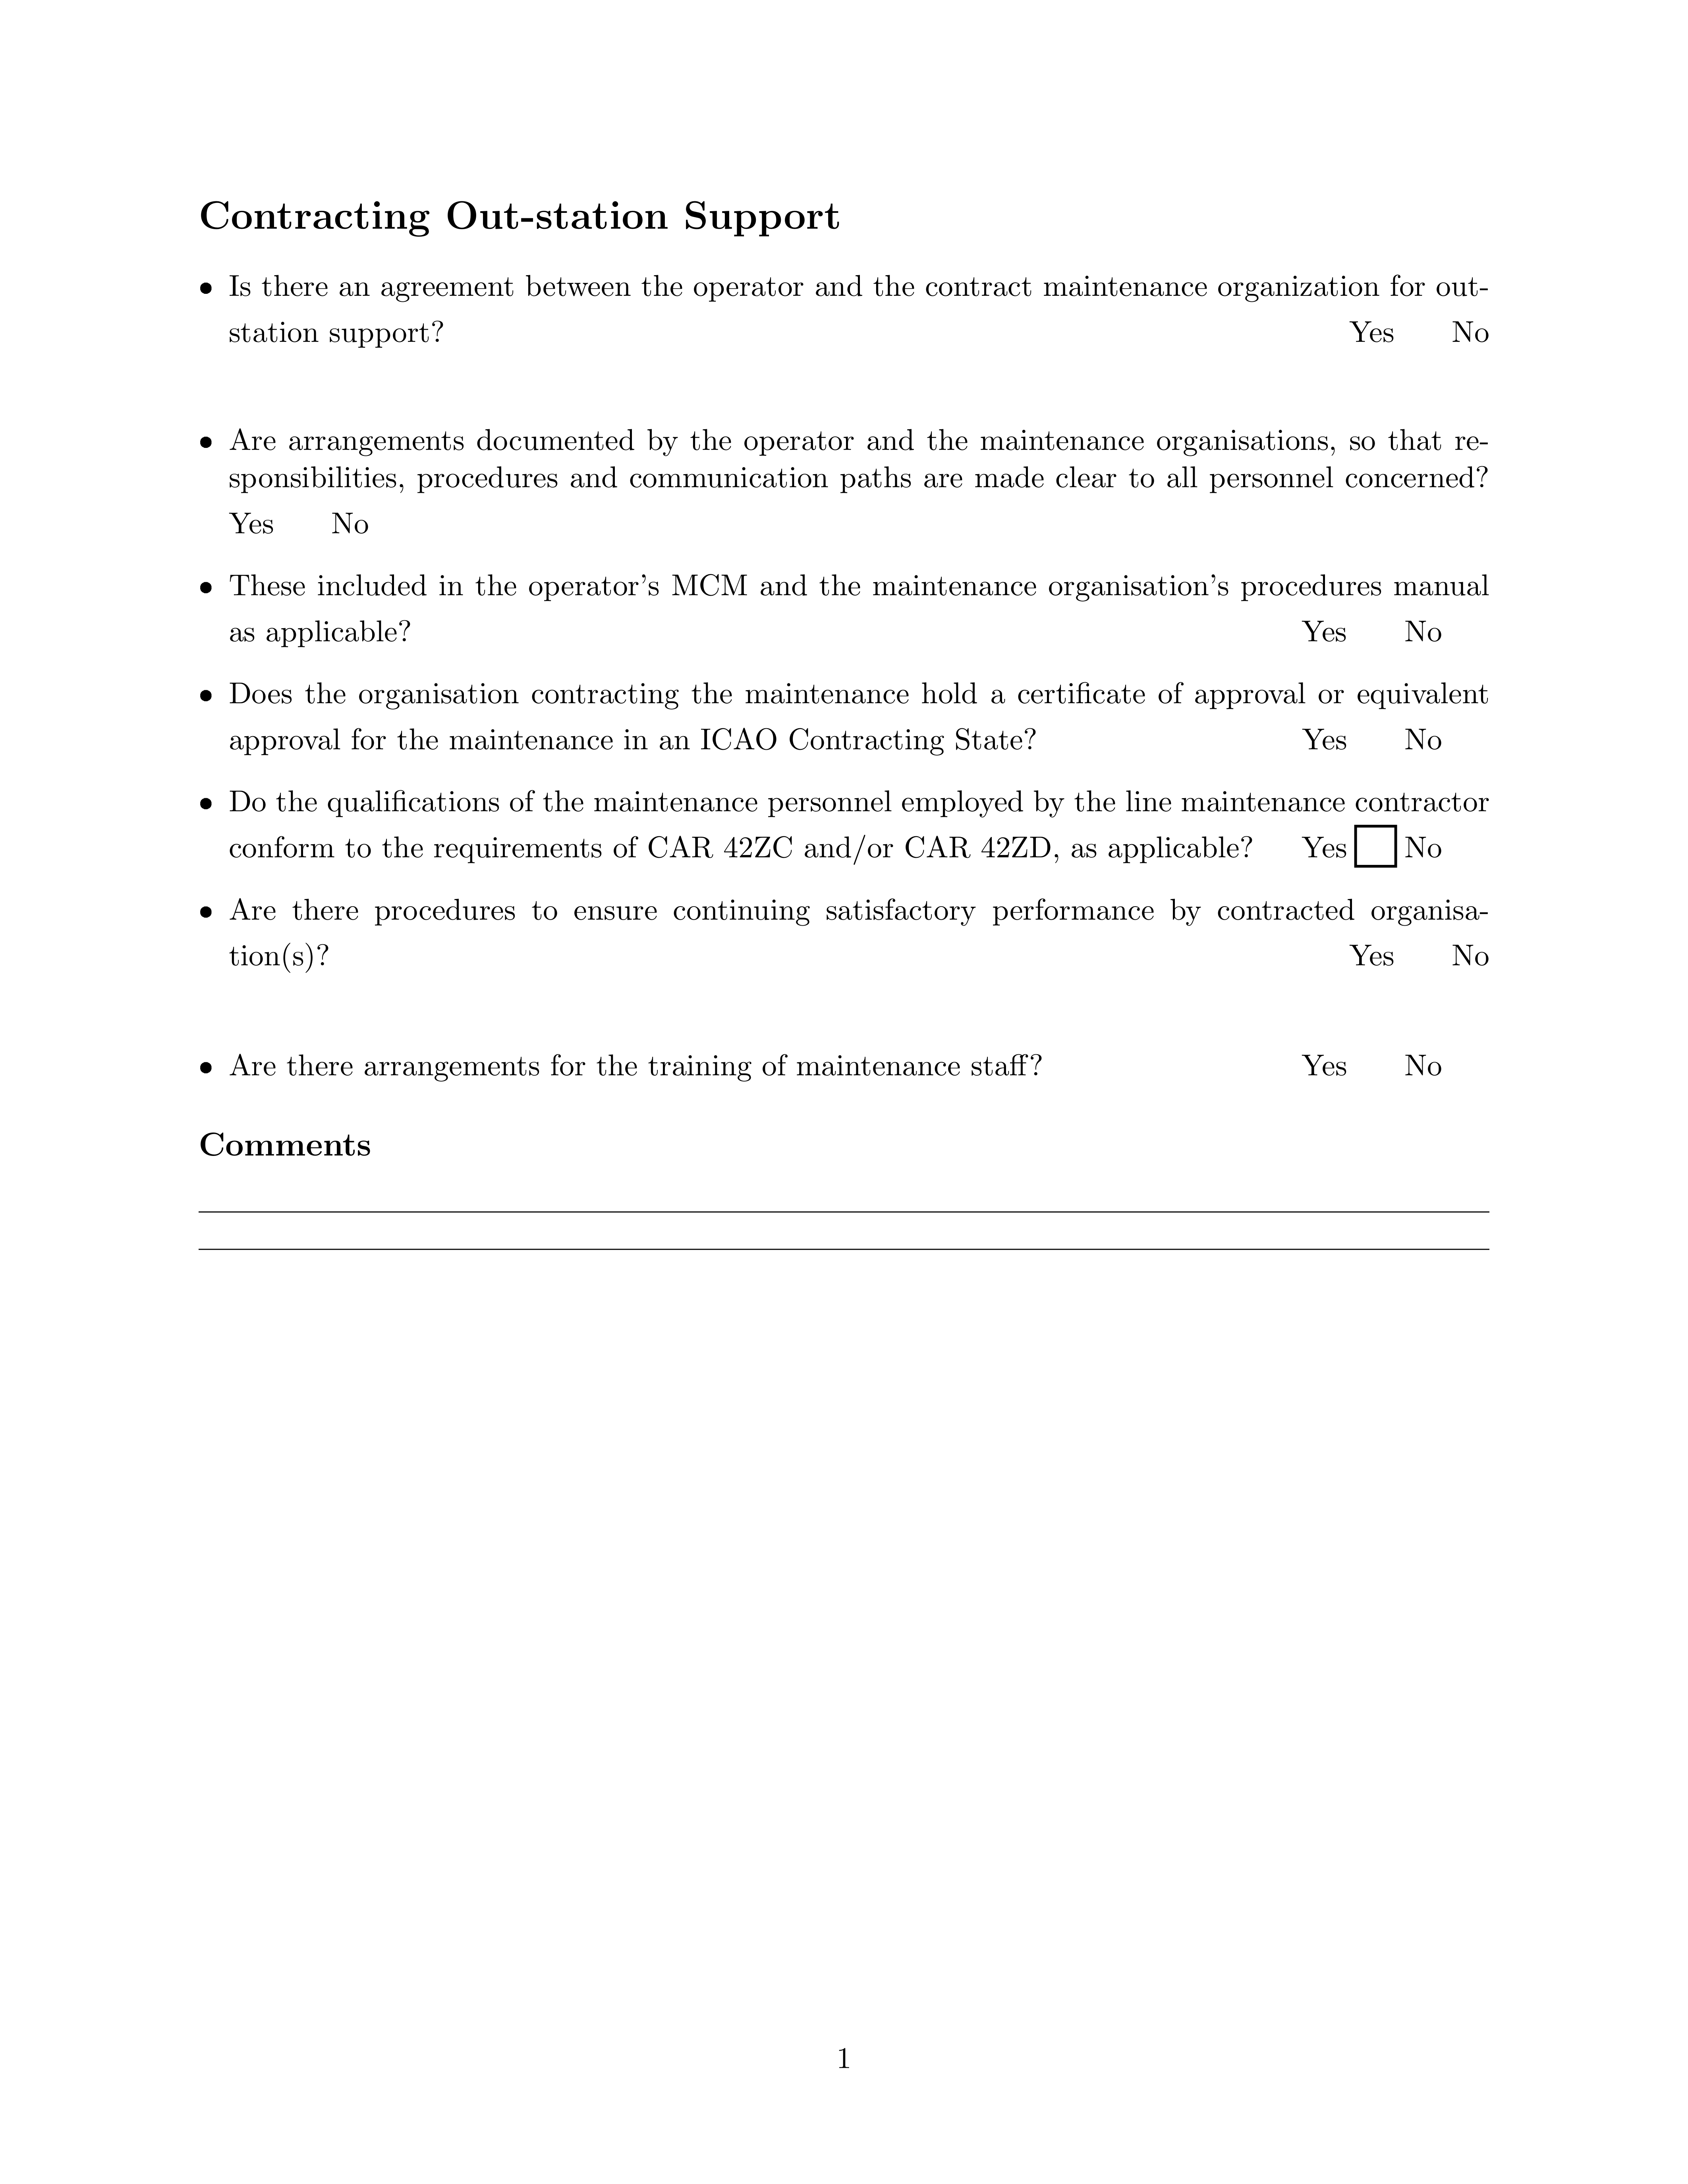 Contracting Out-station Support
• Is there an agreement between the operator and the contract maintenance organization for out-
station support? Yes No
• Are arrangements documented by the operator and the maintenance organisations, so that re-
sponsibilities, procedures and communication paths are made clear to all personnel concerned?
Yes No
• These included in the operator's MCM and the maintenance organisation's procedures manual
as applicable? Yes No
• Does the organisation contracting the maintenance hold a certificate of approval or equivalent
approval for the maintenance in an ICAO Contracting State? Yes No
• Do the qualifications of the maintenance personnel employed by the line maintenance contractor
conform to the requirements of CAR 42ZC and/or CAR 42ZD, as applicable? Yes No
• Are there procedures to ensure continuing satisfactory performance by contracted organisa-
tion(s)? Yes No
• Are there arrangements for the training of maintenance staff? Yes No
Comments
1